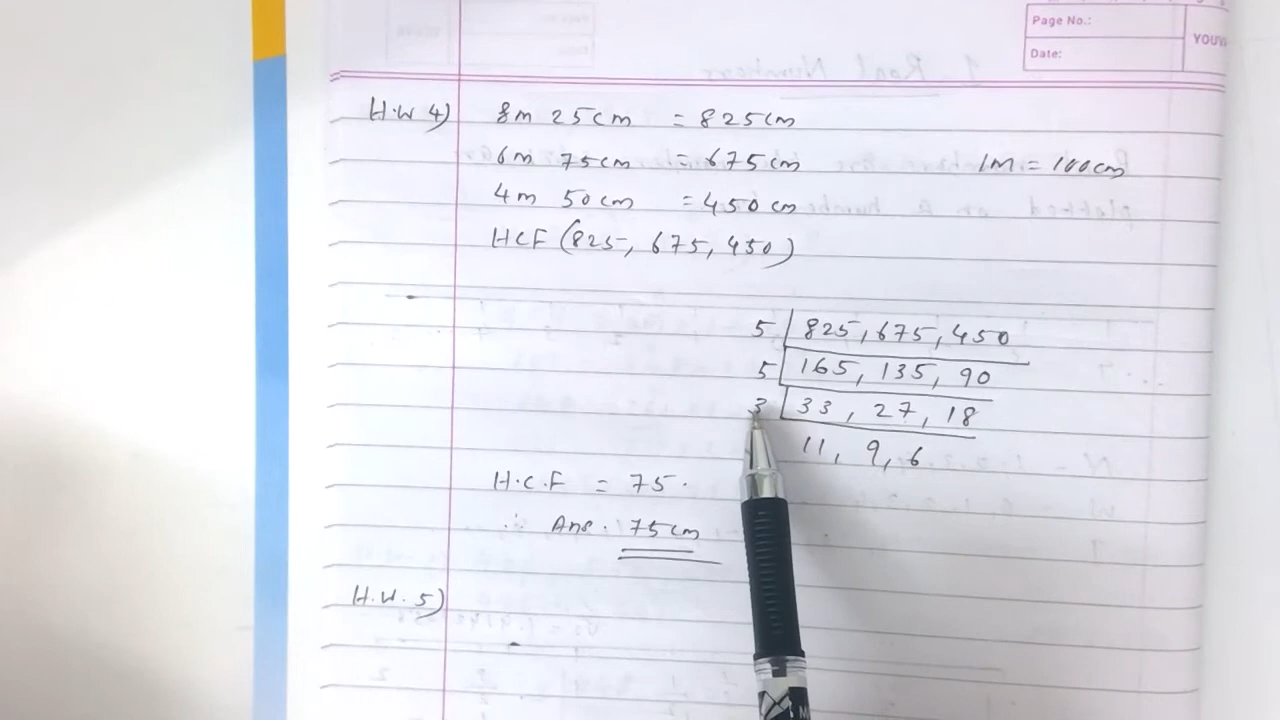 Page No.:
Date:
YOUV
H.W 4) 8m 25cm = 825cm
6m 75cm = 675cm 1M = 100cm
4m 50cm = 450cm
HCF (825, 675, 450)
5 825, 675, 450
5 165, 135, 90
3 33, 27, 18
11, 9, 6
H.C.F = 75.
∴ Ans. 75cm
H.W. 5)